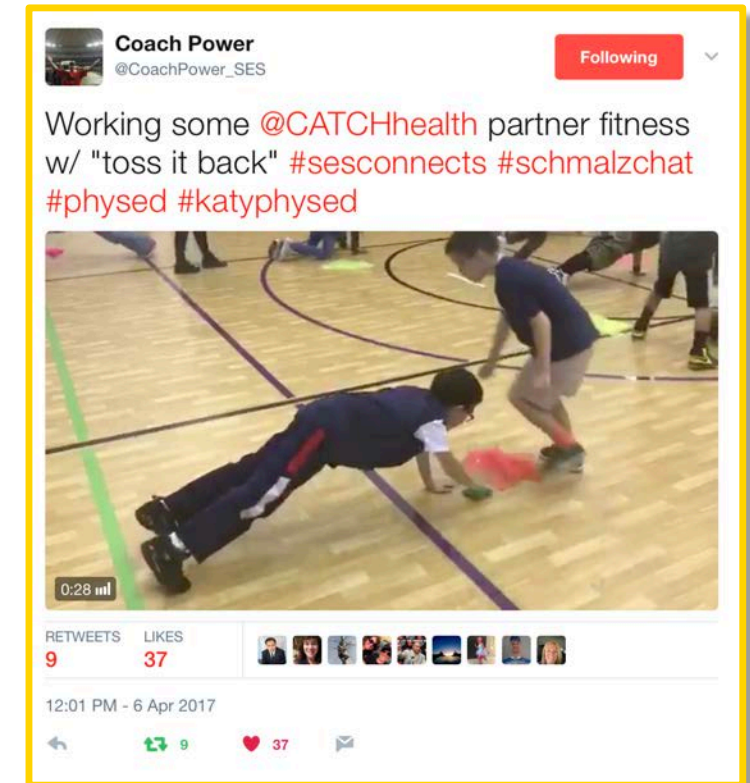 Coach Power
@CoachPower_SES
Following
Working some @CATCHhealth partner fitness
w/ "toss it back" #sesconnects #schmalzchat
#physed #katyphysed
0:28
RETWEETS LIKES
9 37
12:01 PM - 6 Apr 2017
9 37